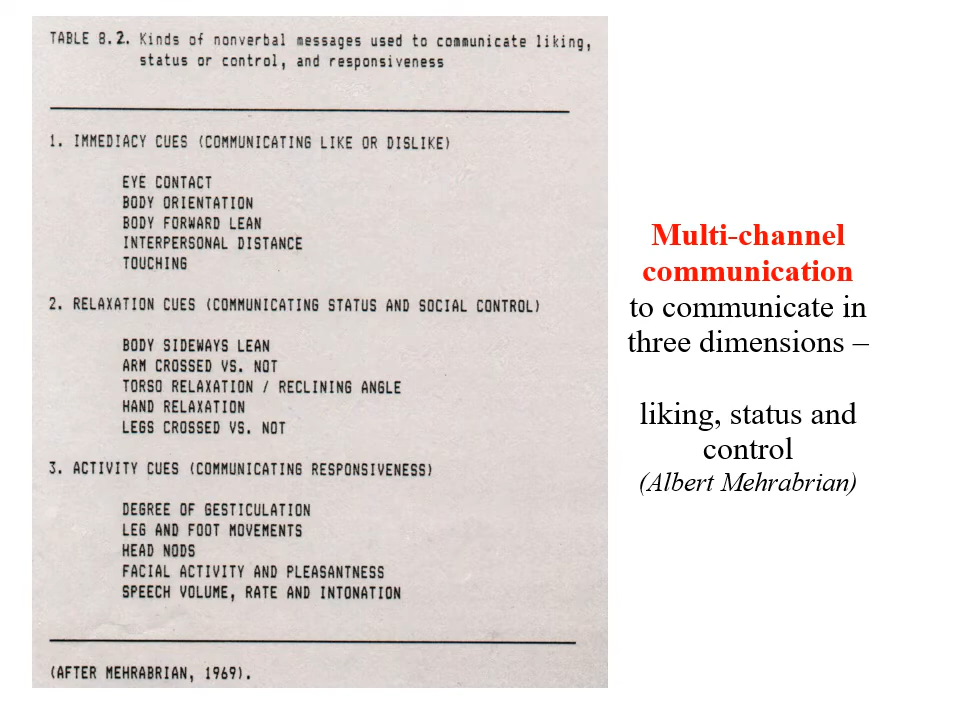 TABLE 8.2. Kinds of nonverbal messages used to communicate liking,
status or control, and responsiveness
1. IMMEDIACY CUES (COMMUNICATING LIKE OR DISLIKE)
EYE CONTACT
BODY ORIENTATION
BODY FORWARD LEAN
INTERPERSONAL DISTANCE
TOUCHING
2. RELAXATION CUES (COMMUNICATING STATUS AND SOCIAL CONTROL)
BODY SIDEWAYS LEAN
ARM CROSSED VS. NOT
TORSO RELAXATION / RECLINING ANGLE
HAND RELAXATION
LEGS CROSSED VS. NOT
3. ACTIVITY CUES (COMMUNICATING RESPONSIVENESS)
DEGREE OF GESTICULATION
LEG AND FOOT MOVEMENTS
HEAD NODS
FACIAL ACTIVITY AND PLEASANTNESS
SPEECH VOLUME, RATE AND INTONATION
(AFTER MEHRABRIAN, 1969).
Multi-channel
communication
to communicate in
three dimensions –
liking, status and
control
(Albert Mehrabrian)